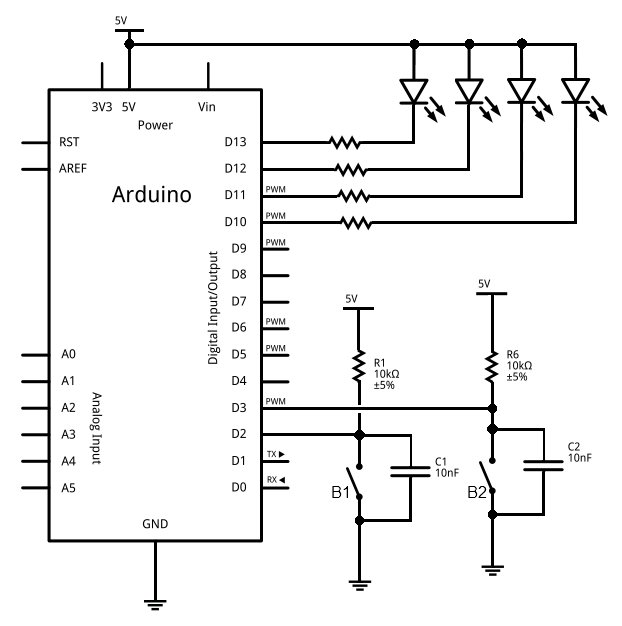 5V
3V3 5V Vin
Power
RST
AREF
Arduino
D13
D12
D11 PWM
D10 PWM
D9 PWM
D8
D7
D6 PWM
D5 PWM
D4
D3 PWM
D2
D1 TX ▶
D0 RX ◀
Digital Input/Output
A0
A1
A2
A3
A4
A5
Analog Input
GND
5V
R1
10kΩ
±5%
B1
C1
10nF
5V
R6
10kΩ
±5%
B2
C2
10nF